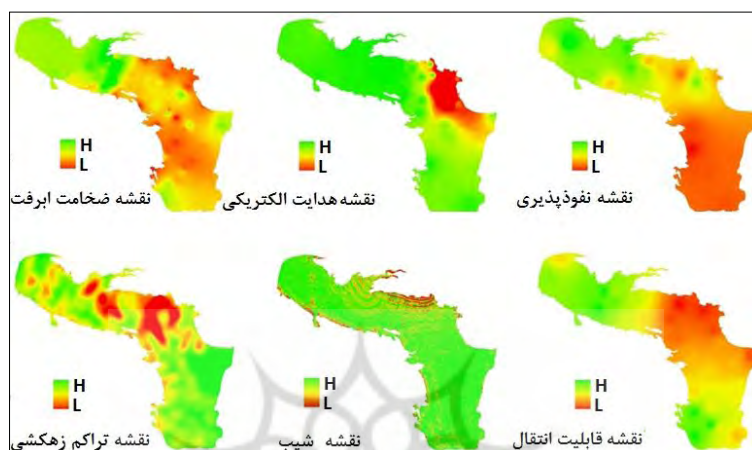 H
L
نقشه ضخامت ابرفت
H
L
نقشه هدایت الکتریکی
H
L
نقشه نفوذپذیری
H
L
نقشه تراکم زهکشی
H
L
نقشه شیب
H
L
نقشه قابلیت انتقال